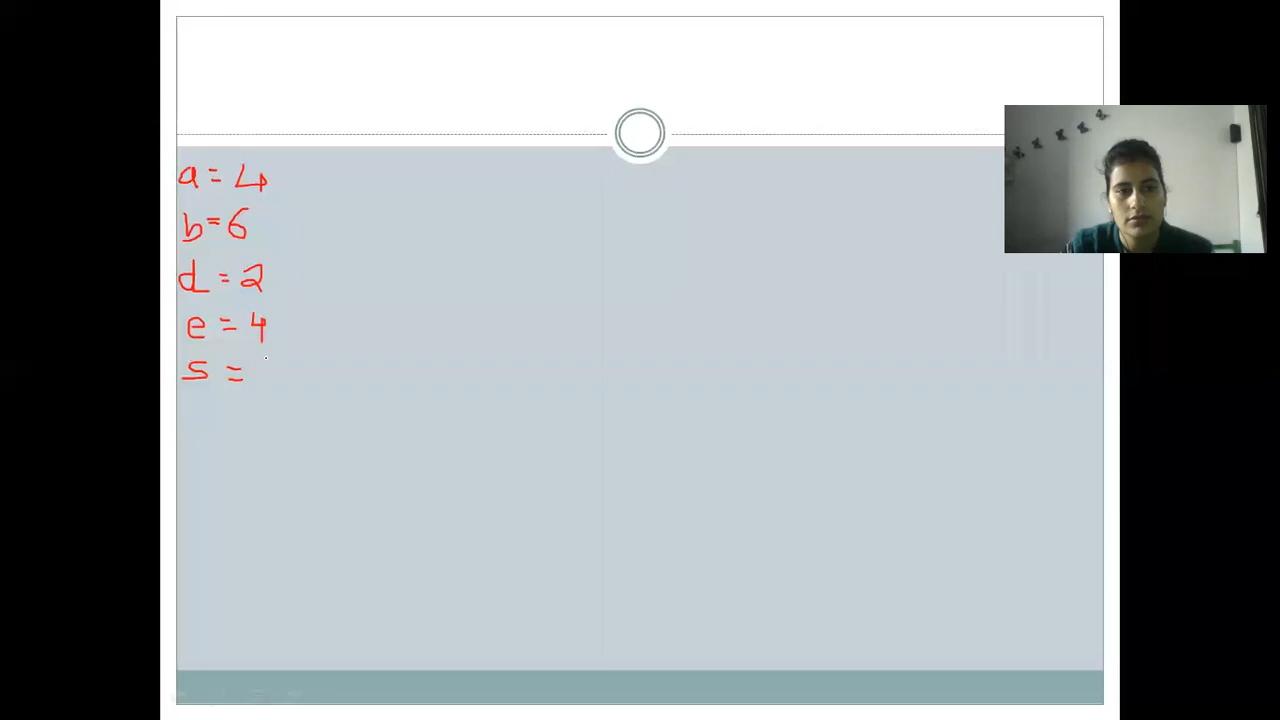 a = 4
b = 6
d = 2
e = 4
s =